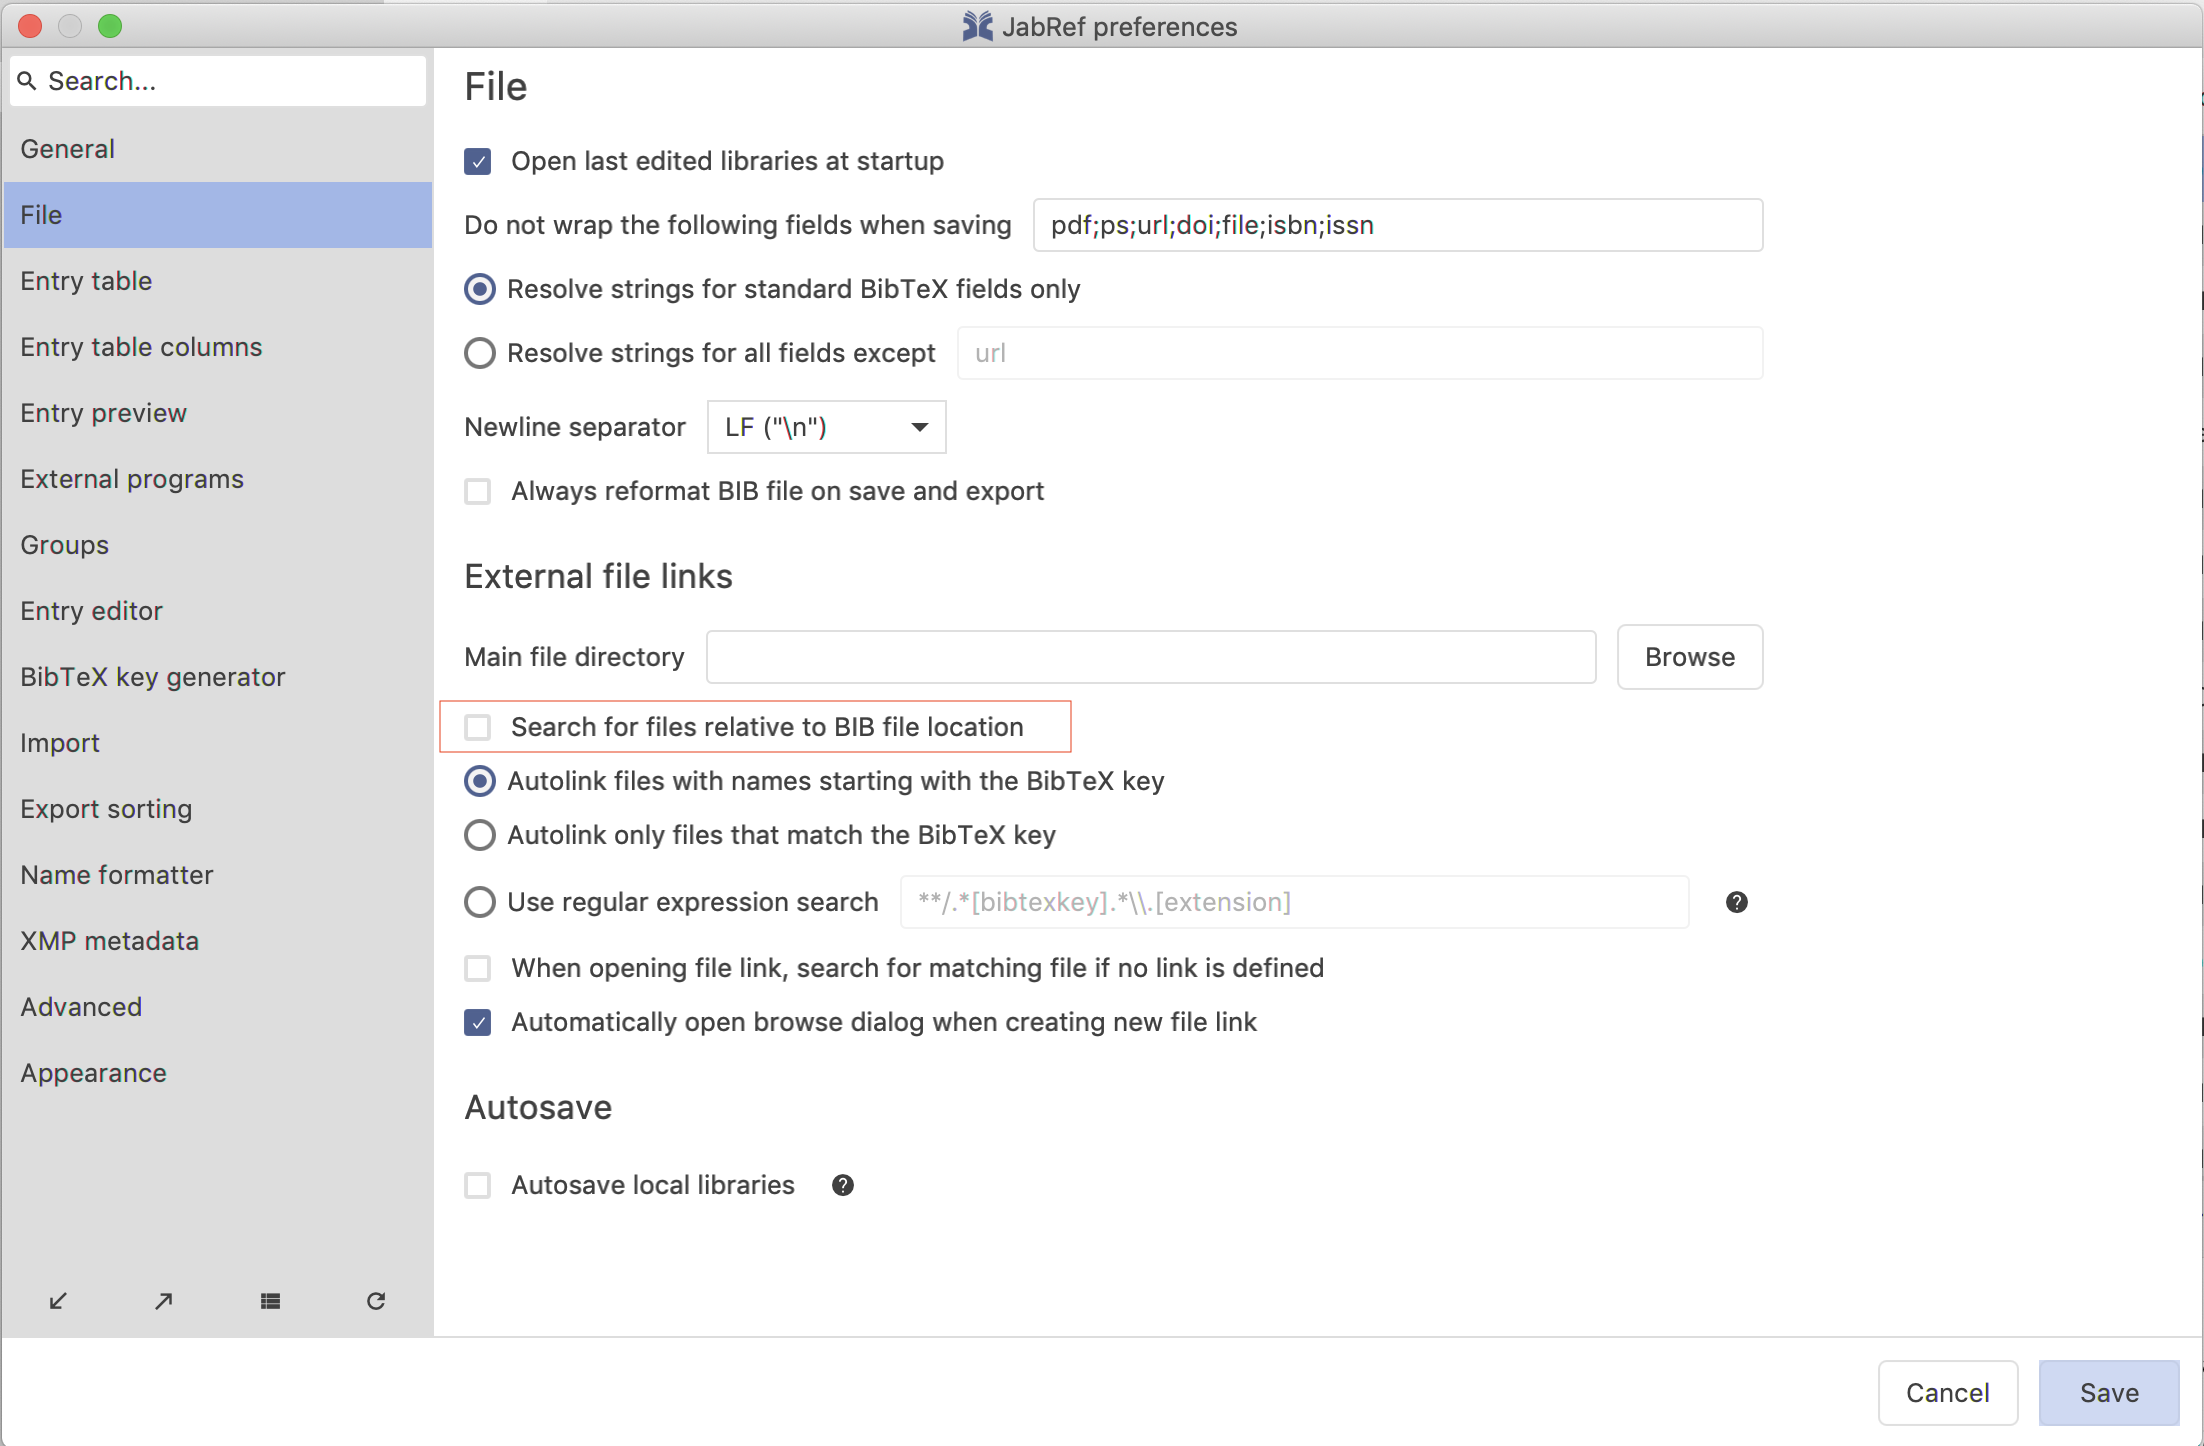 JabRef preferences
Search...
General
File
Entry table
Entry table columns
Entry preview
External programs
Groups
Entry editor
BibTeX key generator
Import
Export sorting
Name formatter
XMP metadata
Advanced
Appearance
File
Open last edited libraries at startup
Do not wrap the following fields when saving pdf;ps;url;doi;file;isbn;issn
Resolve strings for standard BibTeX fields only
Resolve strings for all fields except url
Newline separator LF ("\n")
Always reformat BIB file on save and export
External file links
Main file directory Browse
Search for files relative to BIB file location
Autolink files with names starting with the BibTeX key
Autolink only files that match the BibTeX key
Use regular expression search **/.*[bibtexkey].*\\.[extension]
When opening file link, search for matching file if no link is defined
Automatically open browse dialog when creating new file link
Autosave
Autosave local libraries
Cancel Save